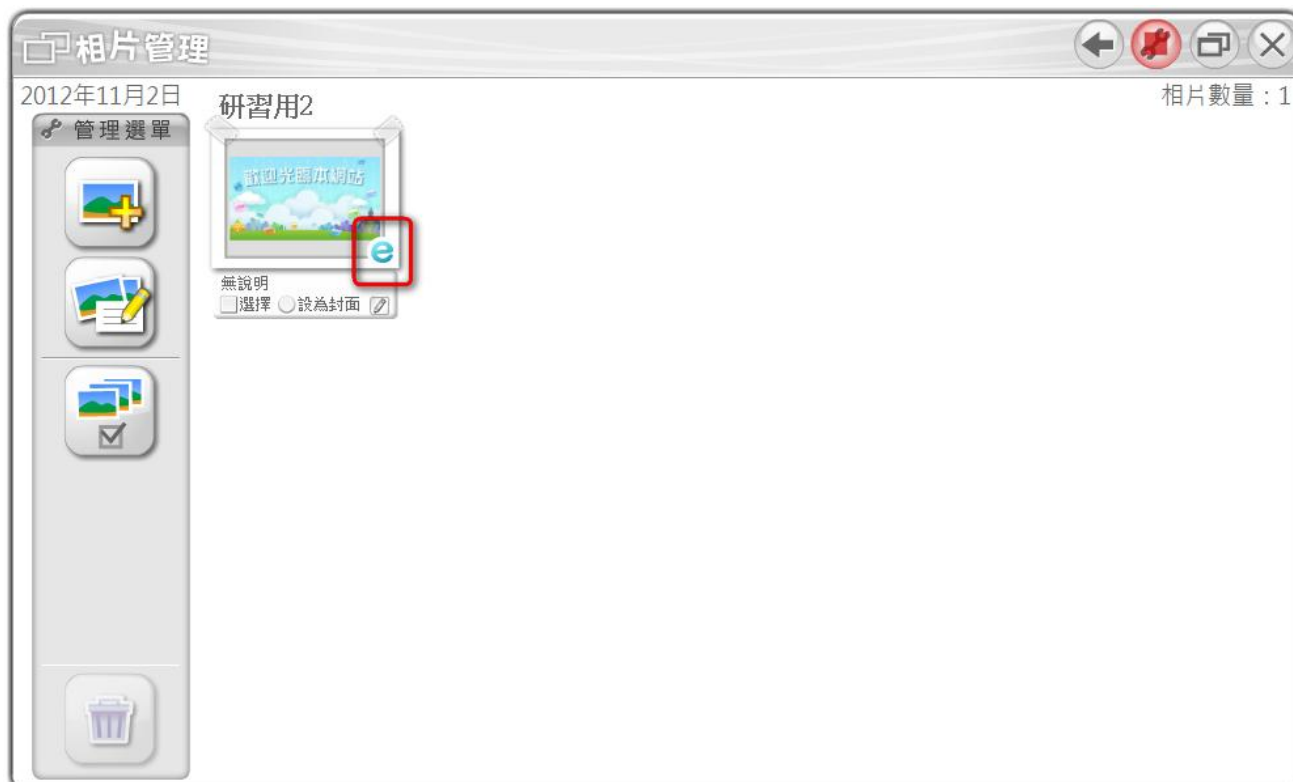 相片管理
2012年11月2日
相片數量：1
管理選單
研習用2
歡迎光臨本網站
無說明
選擇
設為封面